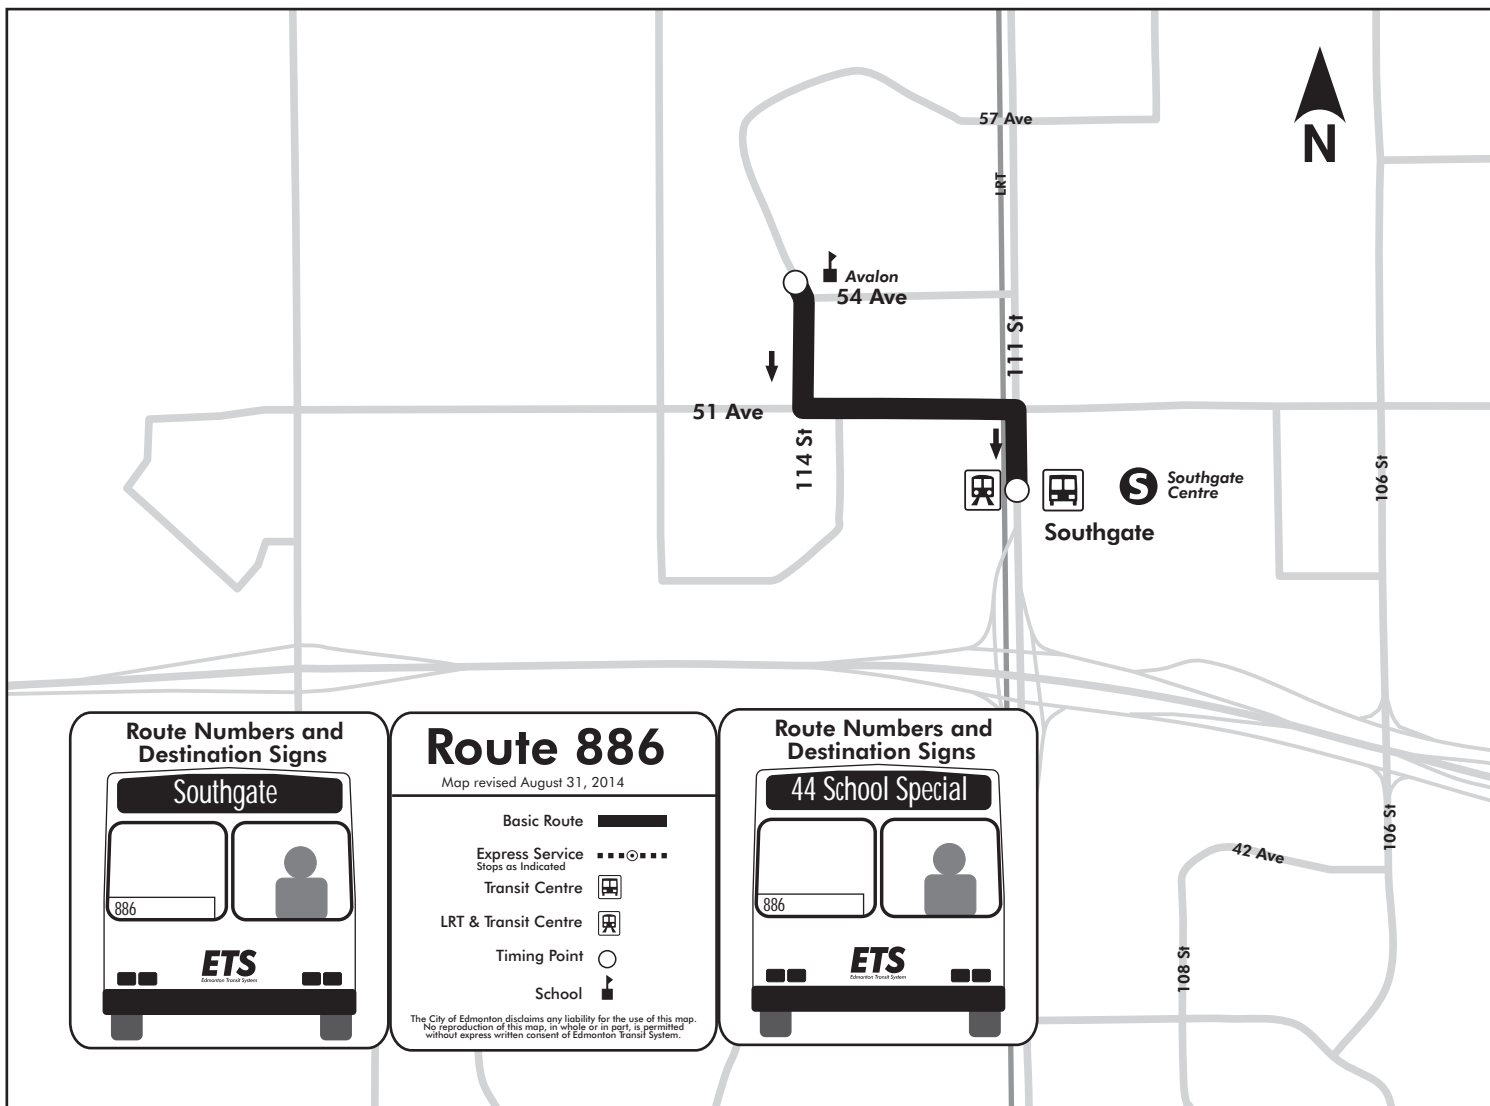 57 Ave
N
LRT
Avalon
54 Ave
111 St
51 Ave
114 St
106 St
S
Southgate
Centre
Southgate
Route Numbers and
Destination Signs
Southgate
886
ETS
Edmonton Transit System
Route 886
Map revised August 31, 2014
Basic Route
Express Service
Stops as Indicated
Transit Centre
LRT & Transit Centre
Timing Point
School
The City of Edmonton disclaims any liability for the use of this map.
No reproduction of this map, in whole or in part, is permitted
without express written consent of Edmonton Transit System.
Route Numbers and
Destination Signs
44 School Special
886
ETS
Edmonton Transit System
106 St
42 Ave
108 St